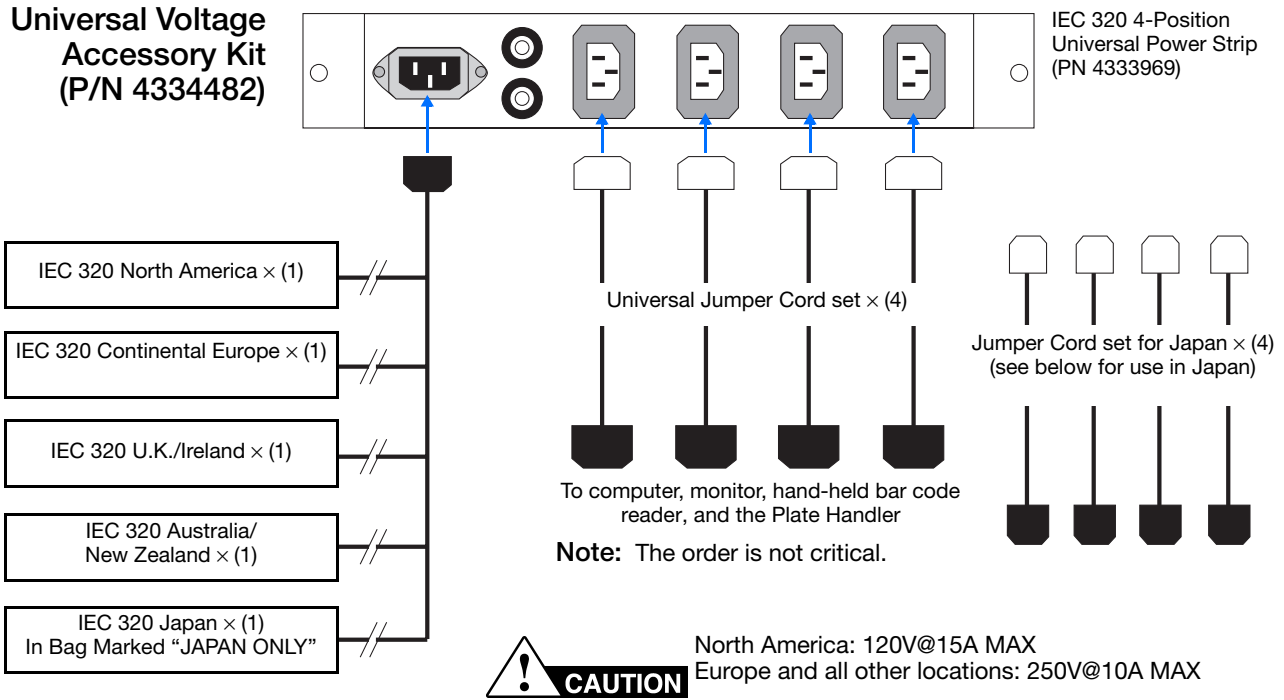 Universal Voltage
Accessory Kit
(P/N 4334482)
IEC 320 4-Position
Universal Power Strip
(PN 4333969)
IEC 320 North America × (1)
IEC 320 Continental Europe × (1)
IEC 320 U.K./Ireland × (1)
IEC 320 Australia/
New Zealand × (1)
IEC 320 Japan × (1)
In Bag Marked “JAPAN ONLY”
Universal Jumper Cord set × (4)
To computer, monitor, hand-held bar code
reader, and the Plate Handler
Note: The order is not critical.
Jumper Cord set for Japan × (4)
(see below for use in Japan)
! CAUTION
North America: 120V@15A MAX
Europe and all other locations: 250V@10A MAX